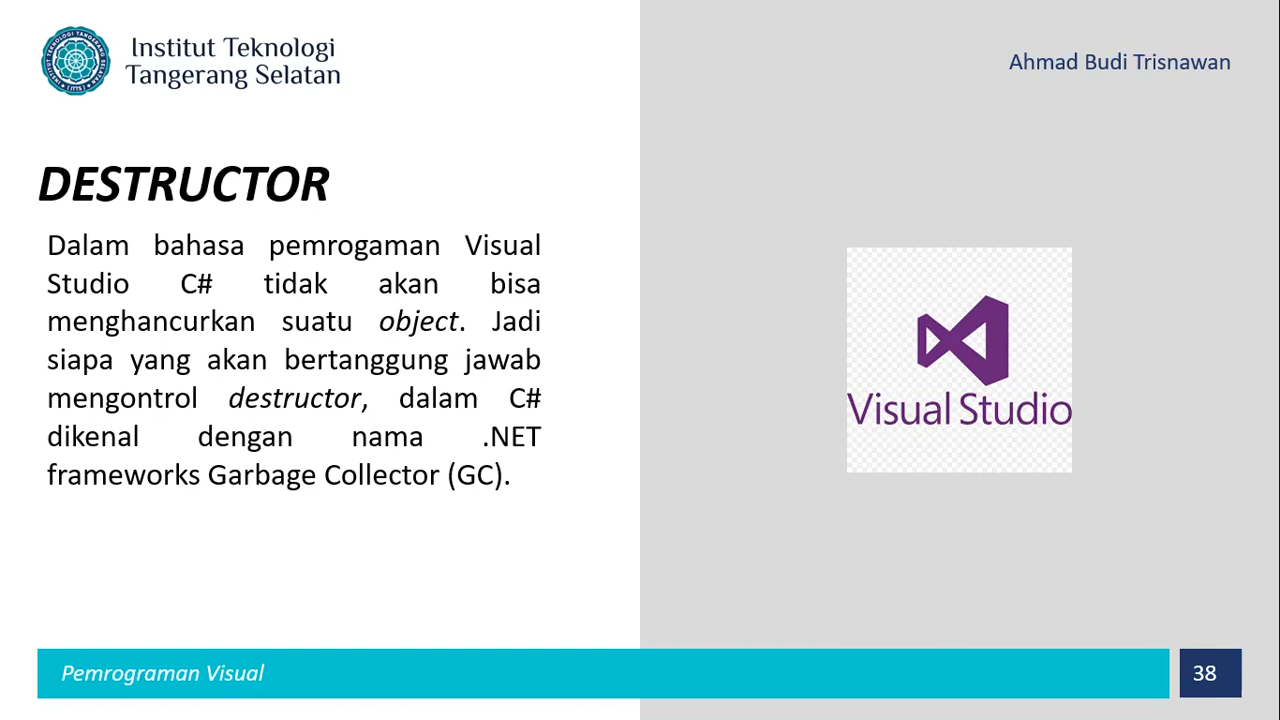 Institut Teknologi
Tangerang Selatan
Ahmad Budi Trisnawan
DESTRUCTOR
Dalam bahasa pemrogaman Visual
Studio C# tidak akan bisa
menghancurkan suatu object. Jadi
siapa yang akan bertanggung jawab
mengontrol destructor, dalam C#
dikenal dengan nama .NET
frameworks Garbage Collector (GC).
Visual Studio
Pemrograman Visual
38